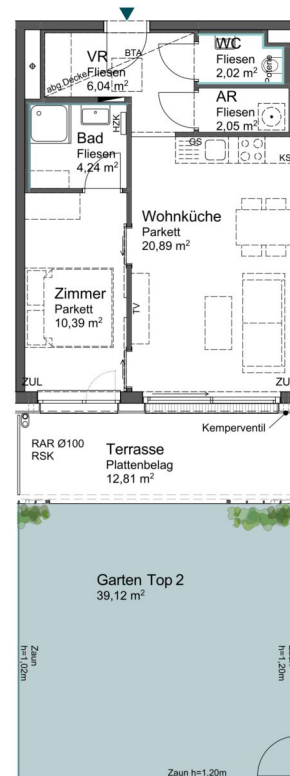 VR
Fliesen
6,04 m²
BTA
abg Decke
WC
Fliesen
2,02 m²
AR
Fliesen
2,05 m²
Bad
Fliesen
4,24 m²
HZK
GS
KS
Wohnküche
Parkett
20,89 m²
Zimmer
Parkett
10,39 m²
TV
ZUL
ZU
Kemperventil
RAR Ø100
RSK
Terrasse
Plattenbelag
12,81 m²
Garten Top 2
39,12 m²
Zaun
h=1,02m
Zaun
h=1,20m
Zaun h=1,20m